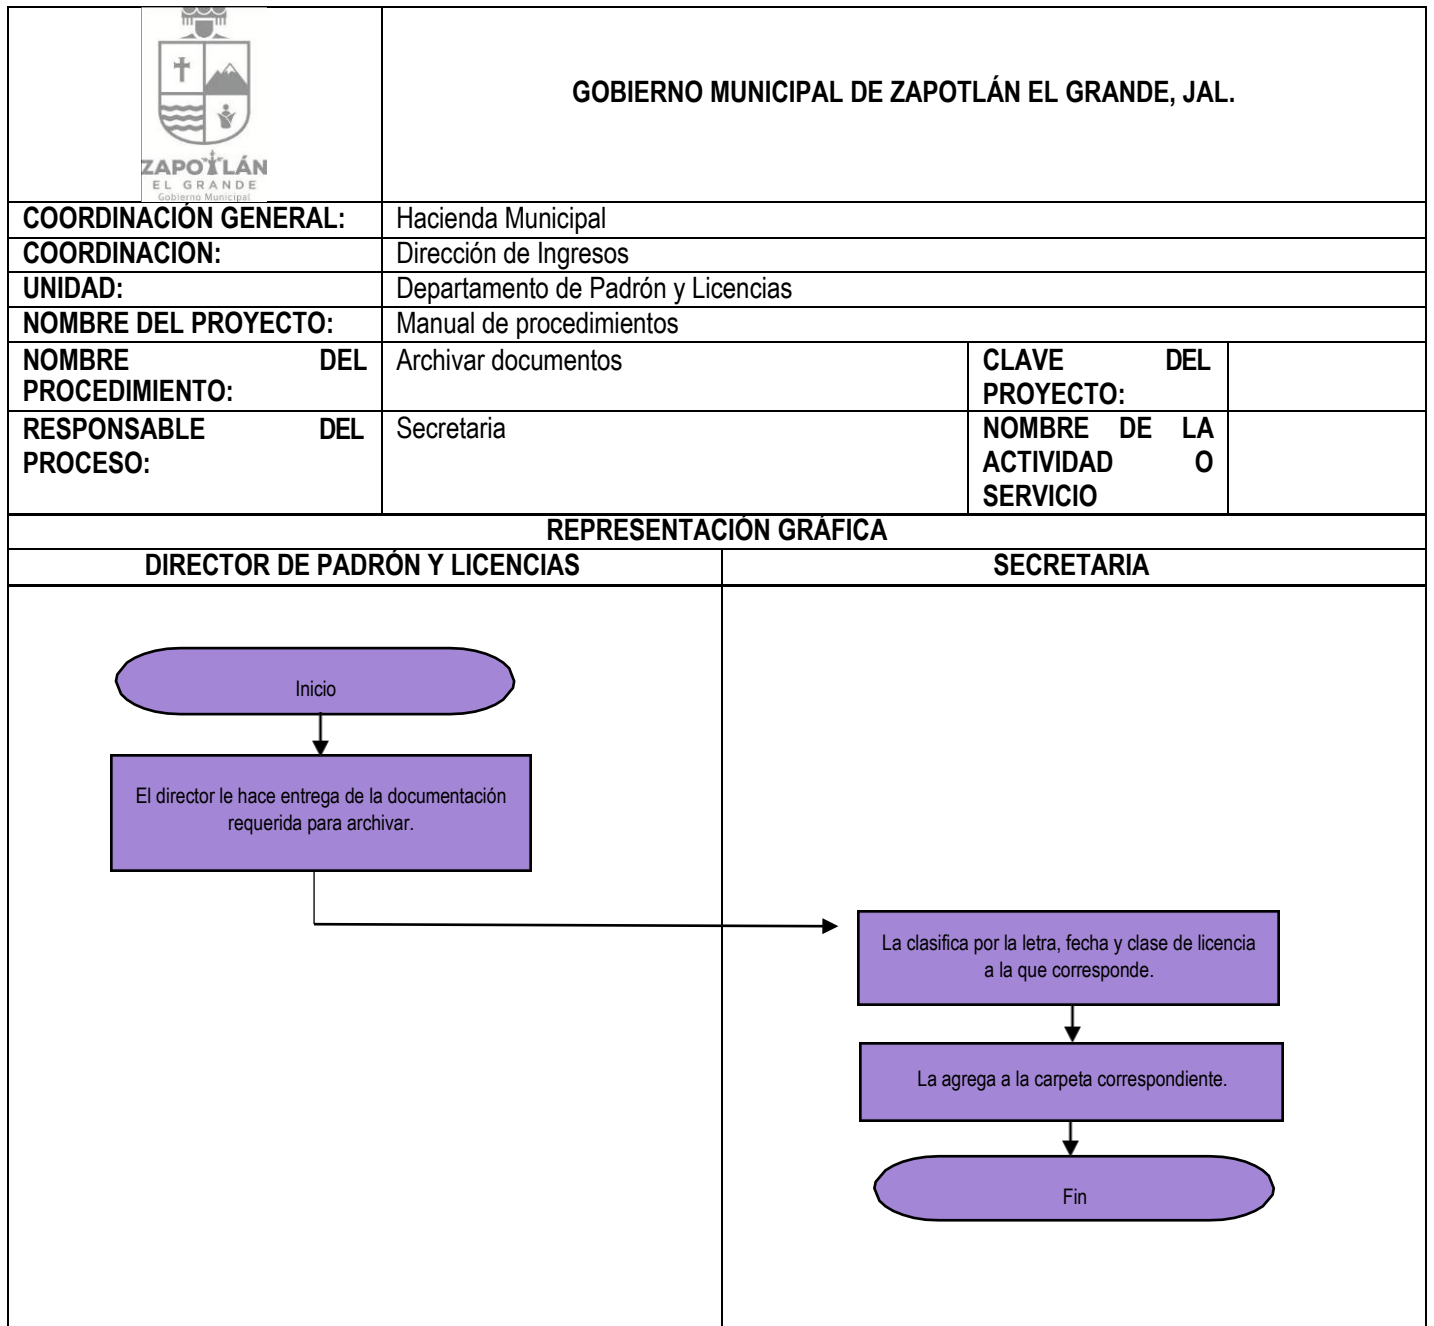 ZAPOTLÁN
EL GRANDE
Gobierno Municipal
GOBIERNO MUNICIPAL DE ZAPOTLÁN EL GRANDE, JAL.
COORDINACIÓN GENERAL: Hacienda Municipal
COORDINACION: Dirección de Ingresos
UNIDAD: Departamento de Padrón y Licencias
NOMBRE DEL PROYECTO: Manual de procedimientos
NOMBRE DEL
PROCEDIMIENTO:
Archivar documentos
CLAVE DEL
PROYECTO:
RESPONSABLE DEL
PROCESO:
Secretaria
NOMBRE DE LA
ACTIVIDAD O
SERVICIO
REPRESENTACIÓN GRÁFICA
DIRECTOR DE PADRÓN Y LICENCIAS
SECRETARIA
Inicio
El director le hace entrega de la documentación
requerida para archivar.
La clasifica por la letra, fecha y clase de licencia
a la que corresponde.
La agrega a la carpeta correspondiente.
Fin